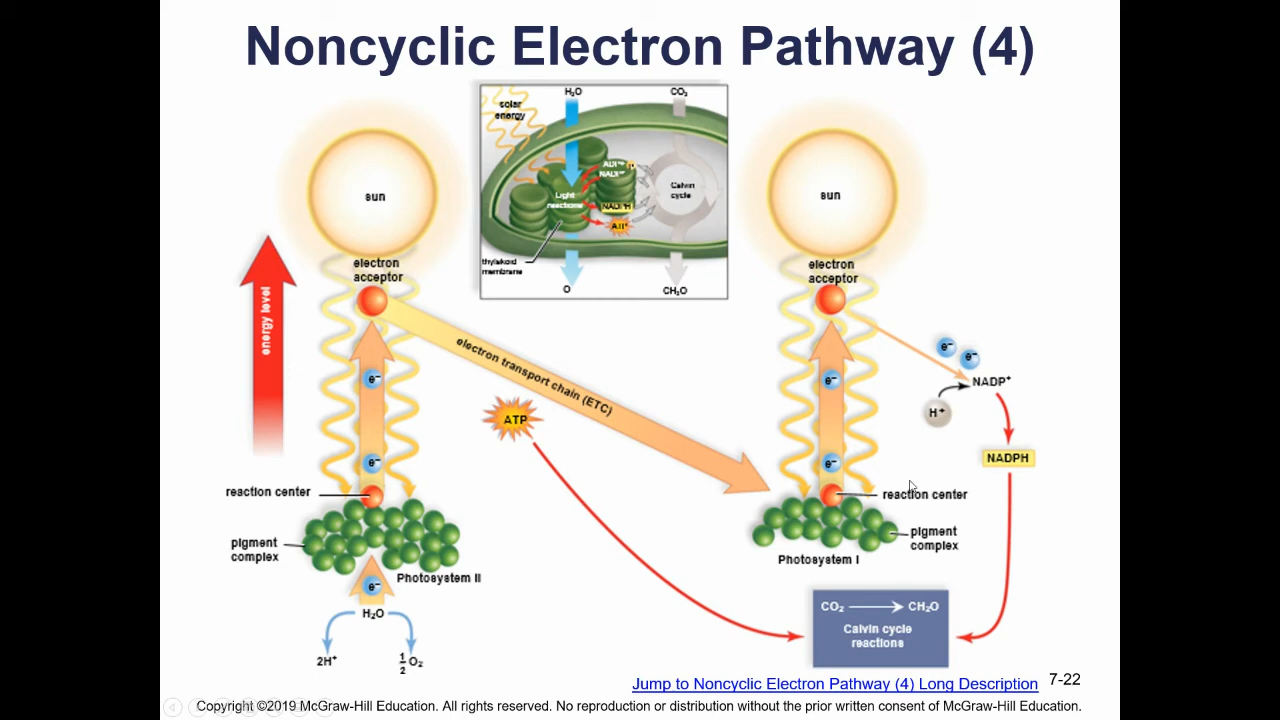 Noncyclic Electron Pathway (4)
H₂O
CO₂
solar
energy
Light
reactions
NADPH
Calvin
cycle
thylakoid
membrane
O
CH₂O
sun
sun
electron
acceptor
electron
acceptor
energy level
electron transport chain (ETC)
e⁻
e⁻
ATP
e⁻
e⁻
e⁻
e⁻
NADP⁺
H⁺
NADPH
reaction center
pigment
complex
Photosystem II
e⁻
H₂O
2H⁺
1/2 O₂
reaction center
pigment
complex
Photosystem I
CO₂ → CH₂O
Calvin cycle
reactions
Jump to Noncyclic Electron Pathway (4) Long Description
7-22
Copyright ©2019 McGraw-Hill Education. All rights reserved. No reproduction or distribution without the prior written consent of McGraw-Hill Education.